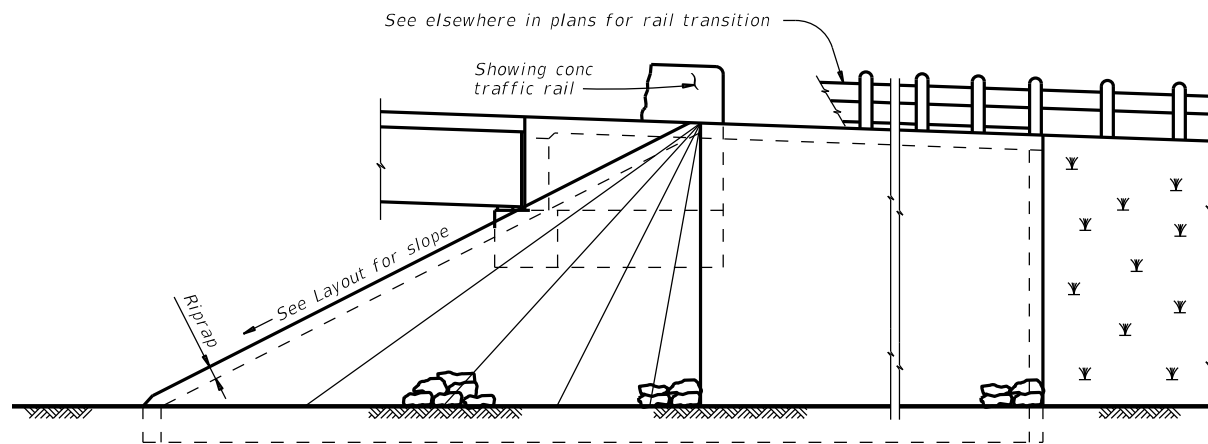 See elsewhere in plans for rail transition
Showing conc
traffic rail
See Layout for slope
Riprap